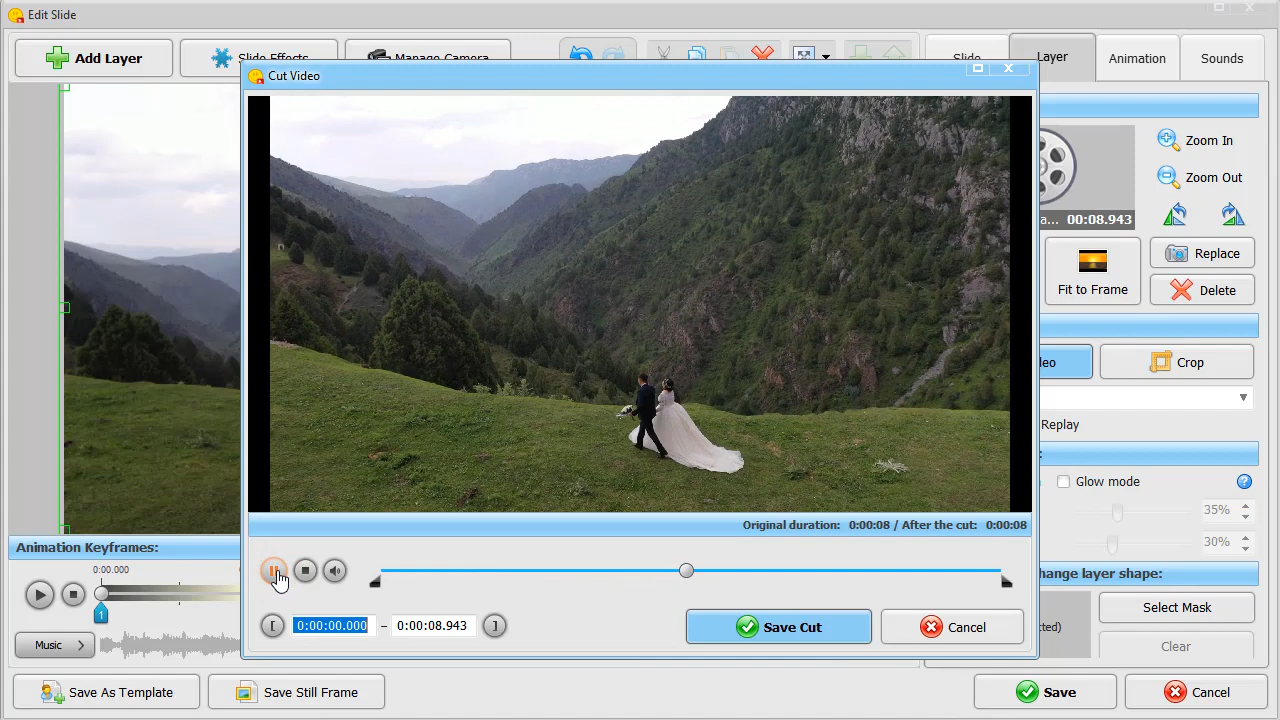 Edit Slide
Add Layer
Slide Effects
Manage Camera
Slide
Layer
Animation
Sounds
Cut Video
Zoom In
Zoom Out
a... 00:08.943
Fit to Frame
Replace
Delete
eo
Crop
Replay
Glow mode
35%
30%
hange layer shape:
Select Mask
cted)
Clear
Original duration: 0:00:08 / After the cut: 0:00:08
0:00:00.000 – 0:00:08.943
[
]
Save Cut
Cancel
Animation Keyframes:
0:00.000
1
Music
Save As Template
Save Still Frame
Save
Cancel